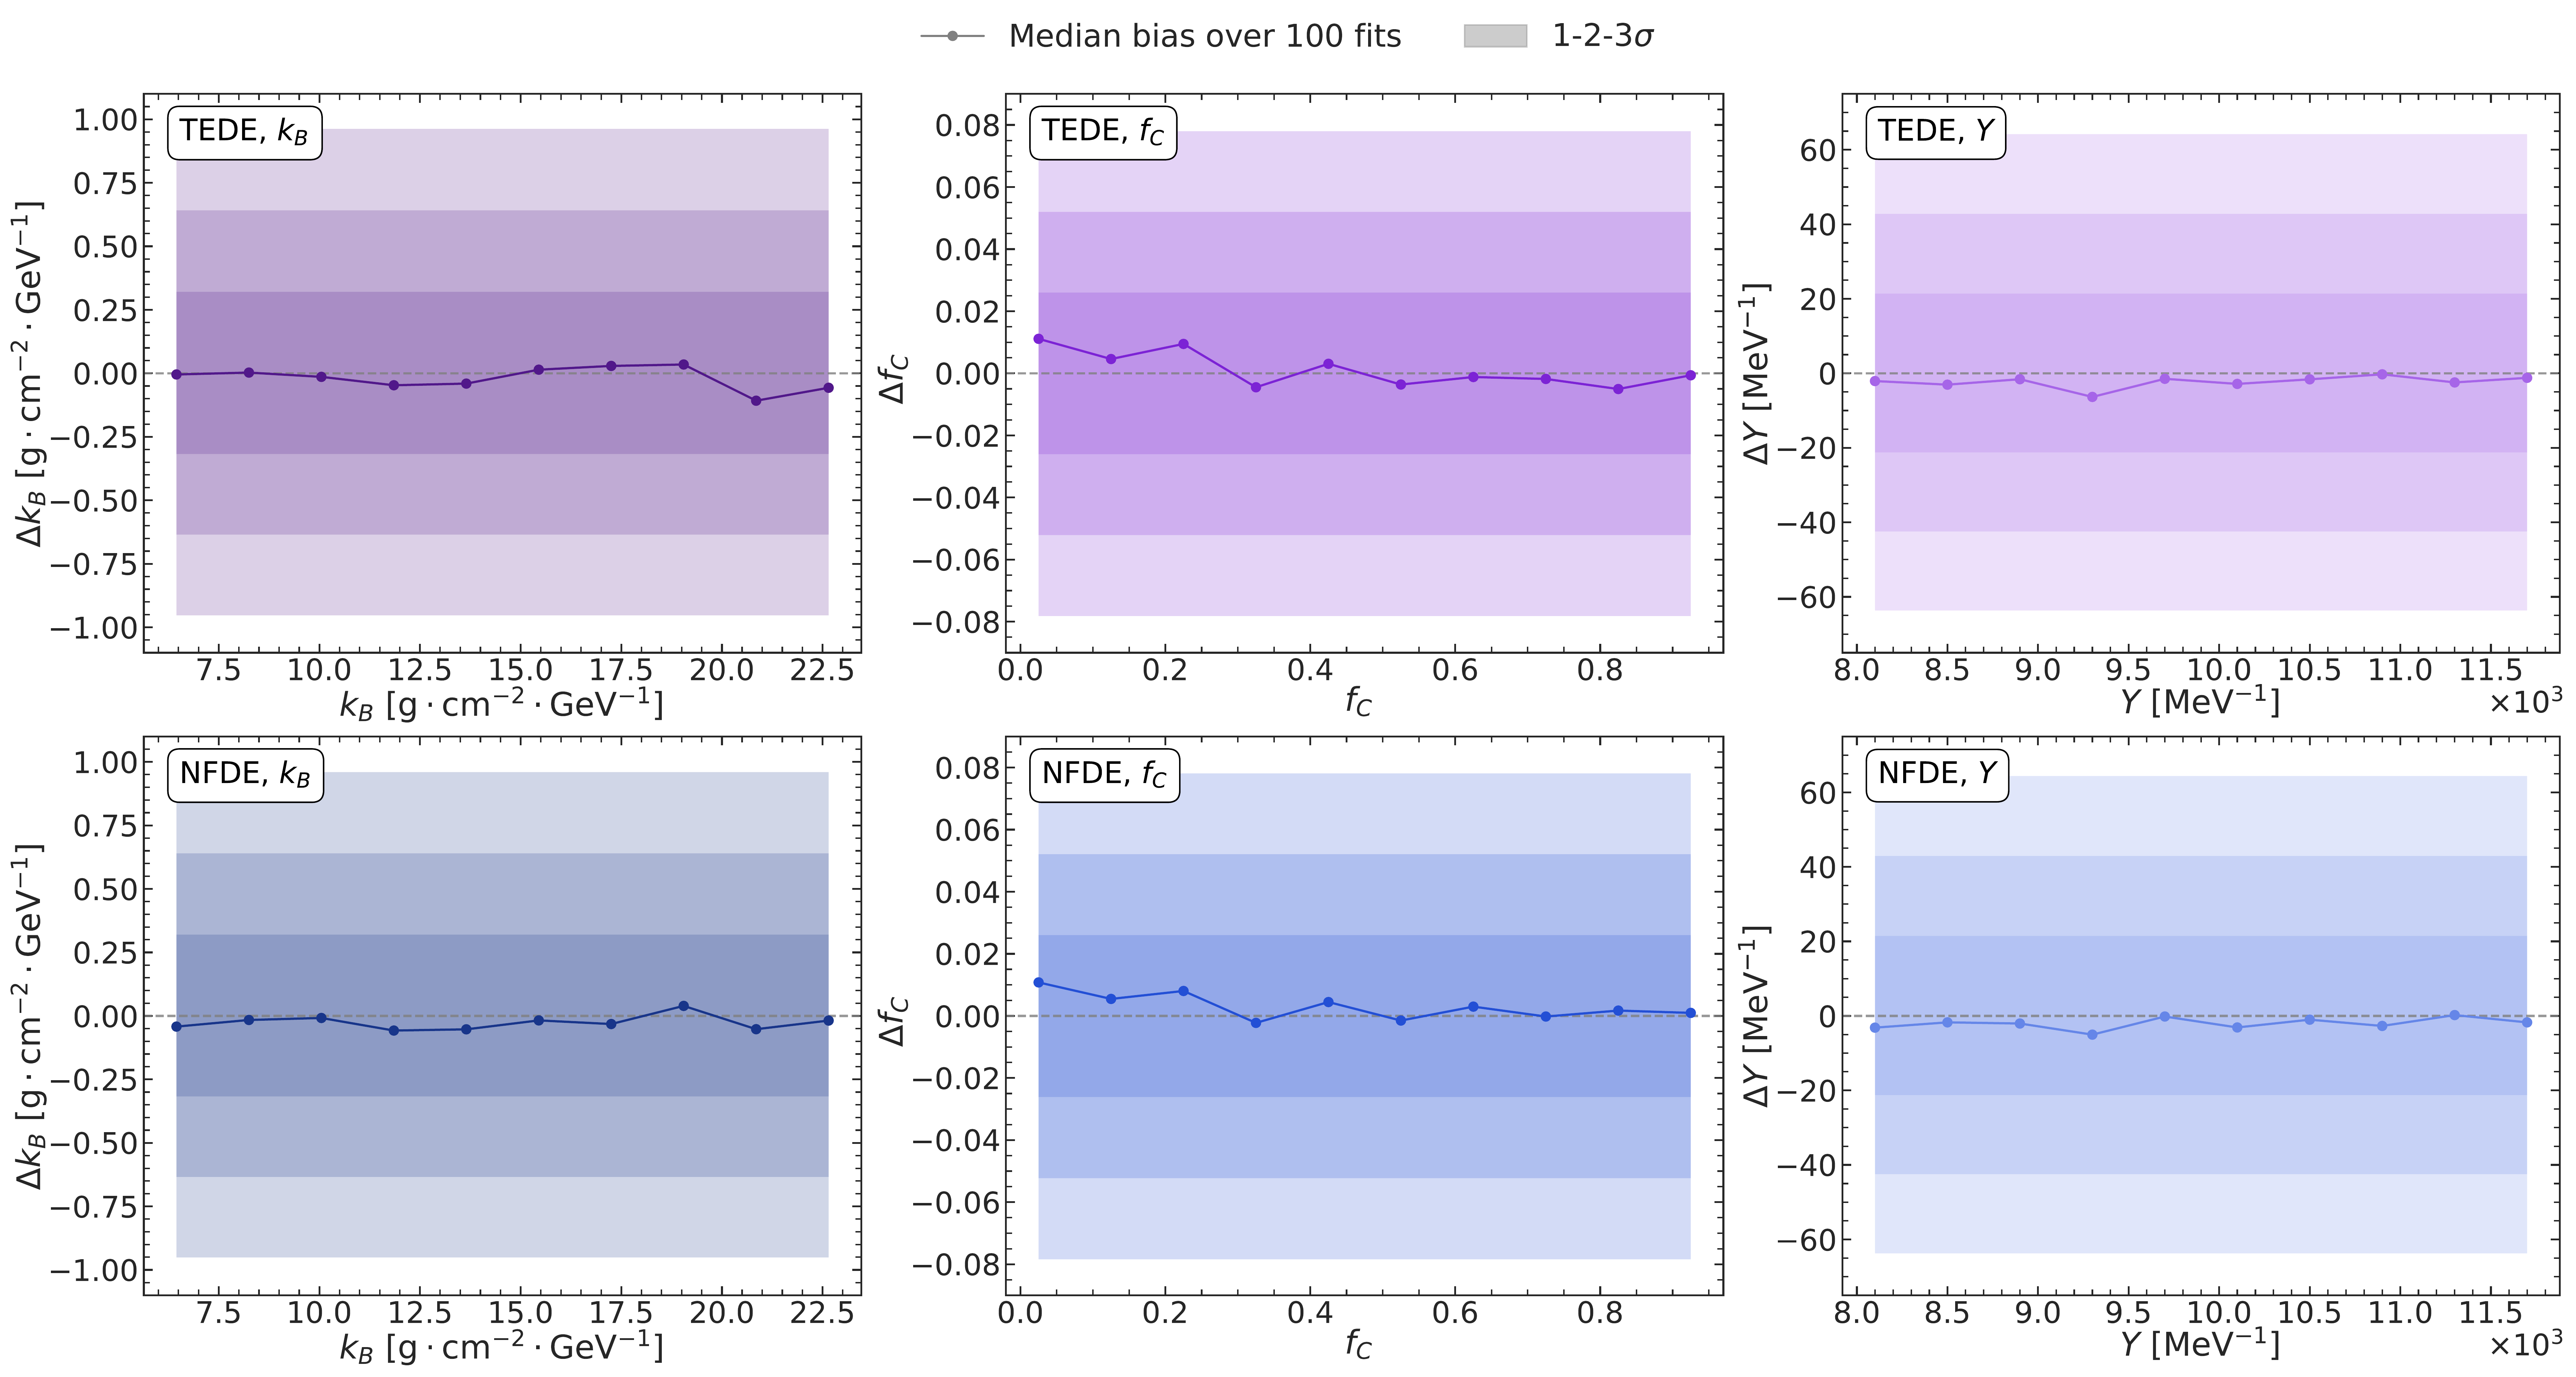 Median bias over 100 fits 1-2-3σ
TEDE, k_B
1.00
0.75
0.50
0.25
0.00
−0.25
−0.50
−0.75
−1.00
Δk_B [g · cm⁻² · GeV⁻¹]
7.5 10.0 12.5 15.0 17.5 20.0 22.5
k_B [g · cm⁻² · GeV⁻¹]
TEDE, f_C
0.08
0.06
0.04
0.02
0.00
−0.02
−0.04
−0.06
−0.08
Δf_C
0.0 0.2 0.4 0.6 0.8
f_C
TEDE, Y
60
40
20
0
−20
−40
−60
ΔY [MeV⁻¹]
8.0 8.5 9.0 9.5 10.0 10.5 11.0 11.5
Y [MeV⁻¹]
×10³
NFDE, k_B
1.00
0.75
0.50
0.25
0.00
−0.25
−0.50
−0.75
−1.00
Δk_B [g · cm⁻² · GeV⁻¹]
7.5 10.0 12.5 15.0 17.5 20.0 22.5
k_B [g · cm⁻² · GeV⁻¹]
NFDE, f_C
0.08
0.06
0.04
0.02
0.00
−0.02
−0.04
−0.06
−0.08
Δf_C
0.0 0.2 0.4 0.6 0.8
f_C
NFDE, Y
60
40
20
0
−20
−40
−60
ΔY [MeV⁻¹]
8.0 8.5 9.0 9.5 10.0 10.5 11.0 11.5
Y [MeV⁻¹]
×10³